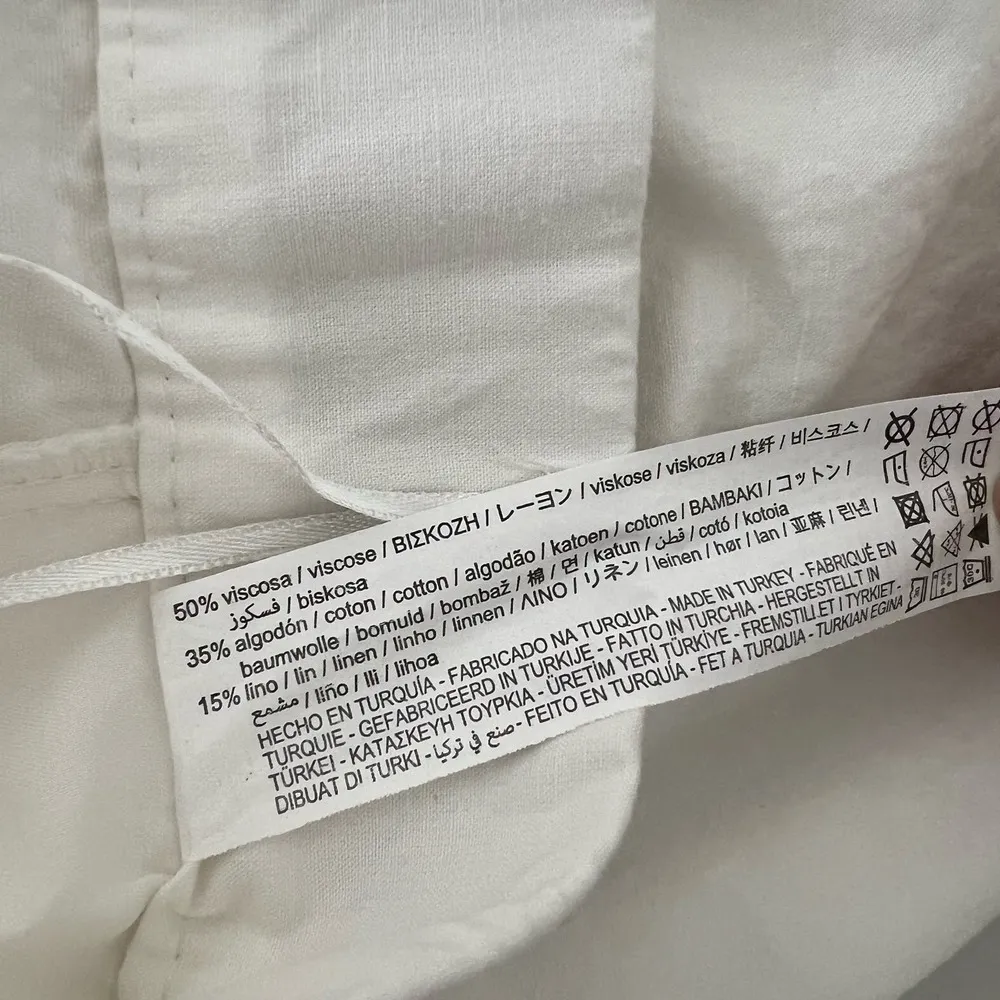 50% viscosa / viscose / ΒΙΣΚΟΖΗ / レーヨン / viskose / viskoza / 粘纤 / 비스코스 /
فسكوز / biskosa
35% algodón / coton / cotton / algodão / katoen / cotone / BAMBAKI / コットン /
baumwolle / bomuld / bombaž / 棉 / 면 / katun / قطن / cotó / kotoia
15% lino / lin / linen / linho / linnen / ΛΙΝΟ / リネン / leinen / hør / lan / 亚麻 / 린넨 /
مشمع / liño / lli / lihoa
HECHO EN TURQUÍA - FABRICADO NA TURQUIA - MADE IN TURKEY - FABRIQUÉ EN
TURQUIE - GEFABRICEERD IN TURKIJE - FATTO IN TURCHIA - HERGESTELLT IN
TÜRKEI - ΚΑΤΑΣΚΕΥΗ ΤΟΥΡΚΙΑ - ÜRETİM YERİ TÜRKİYE - FREMSTILLET I TYRKIET -
DIBUAT DI TURKI - صنع في تركيا - FEITO EN TURQUÍA - FET A TURQUIA - TURKIAN EGINA